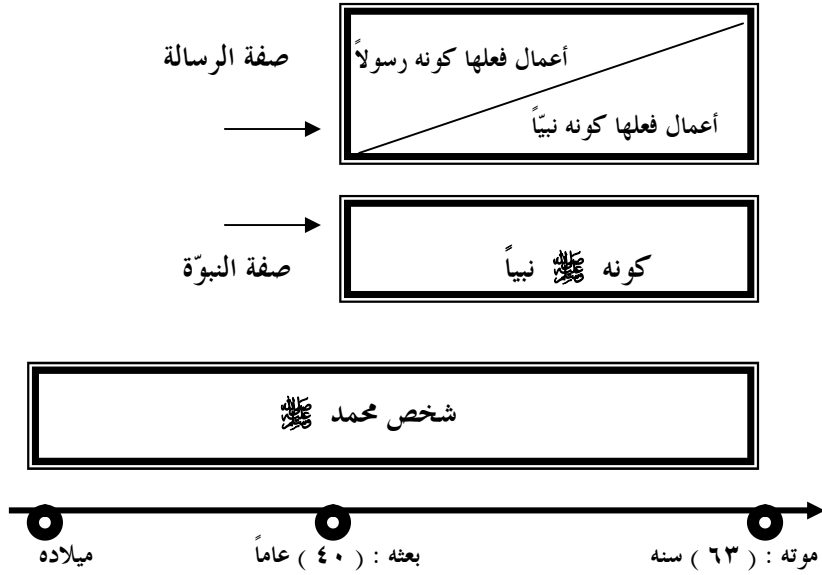 صفة الرسالة
أعمال فعلها كونه رسولاً
أعمال فعلها كونه نبيّاً
كونه ﷺ نبياً
صفة النبوّة
شخص محمد ﷺ
ميلاده
بعثه : ( ٤٠ ) عاماً
موته : ( ٦٣ ) سنه